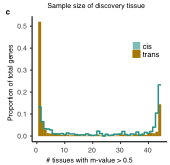 Sample size of discovery tissue
c
Proportion of total genes
0.5
0.4
0.3
0.2
0.1
0.0
cis
trans
0
10
20
30
40
# tissues with m-value > 0.5